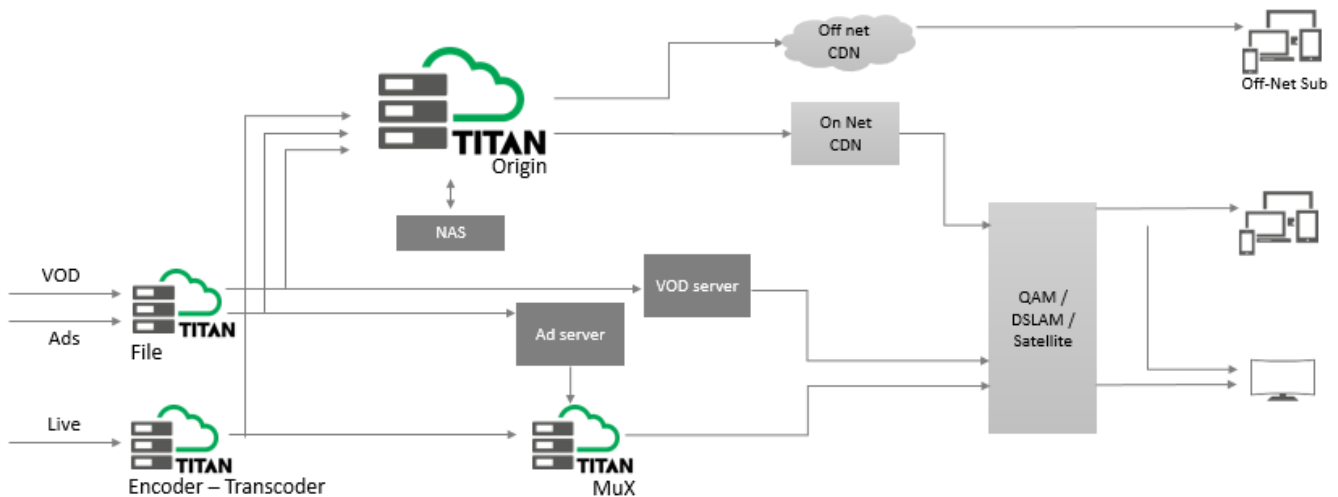 Off net
CDN
Off-Net Sub
TITAN
Origin
On Net
CDN
NAS
VOD
Ads
TITAN
File
VOD server
Ad server
QAM /
DSLAM /
Satellite
Live
TITAN
Encoder – Transcoder
TITAN
MuX